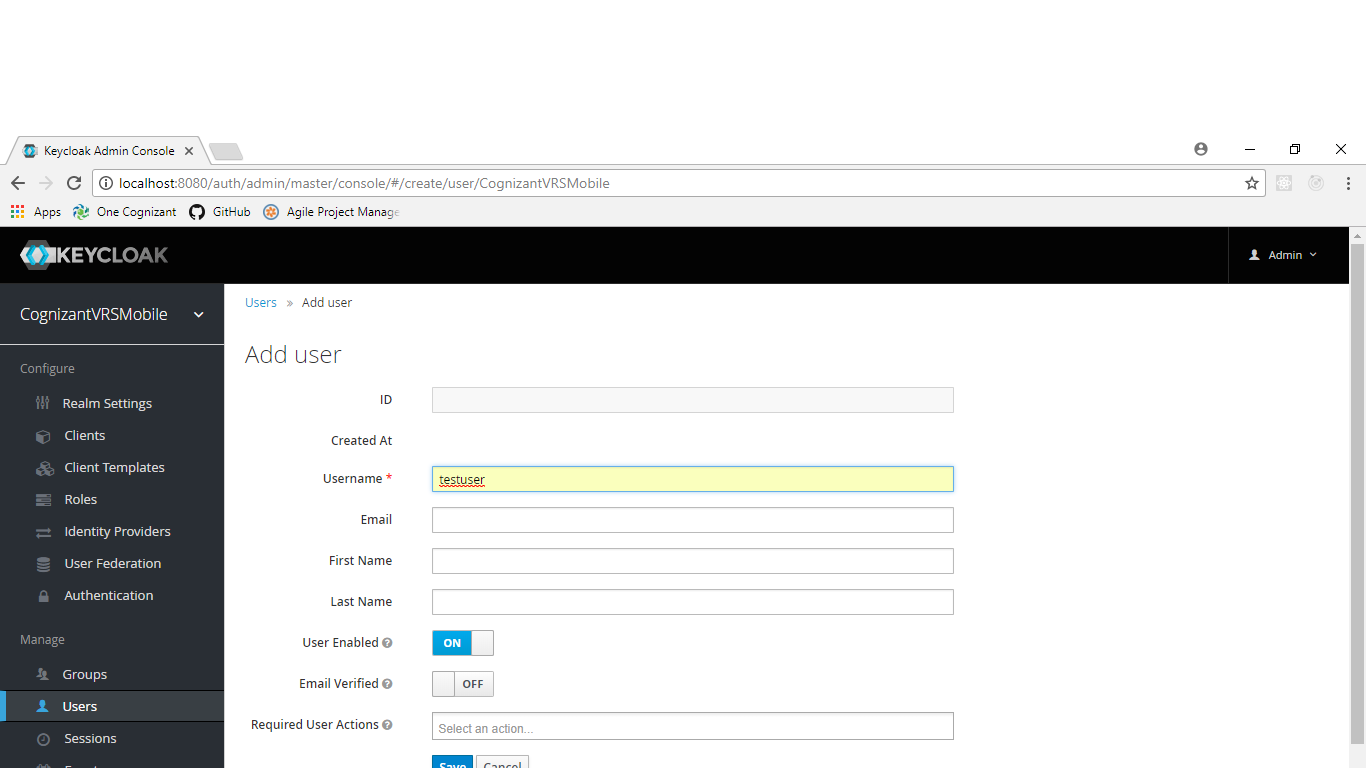 Keycloak Admin Console
localhost:8080/auth/admin/master/console/#/create/user/CognizantVRSMobile
Apps One Cognizant GitHub Agile Project Manage
KEYCLOAK Admin
CognizantVRSMobile
Configure
Realm Settings
Clients
Client Templates
Roles
Identity Providers
User Federation
Authentication
Manage
Groups
Users
Sessions
Users » Add user
Add user
ID
Created At
Username * testuser
Email
First Name
Last Name
User Enabled ON
Email Verified OFF
Required User Actions Select an action...
Save Cancel